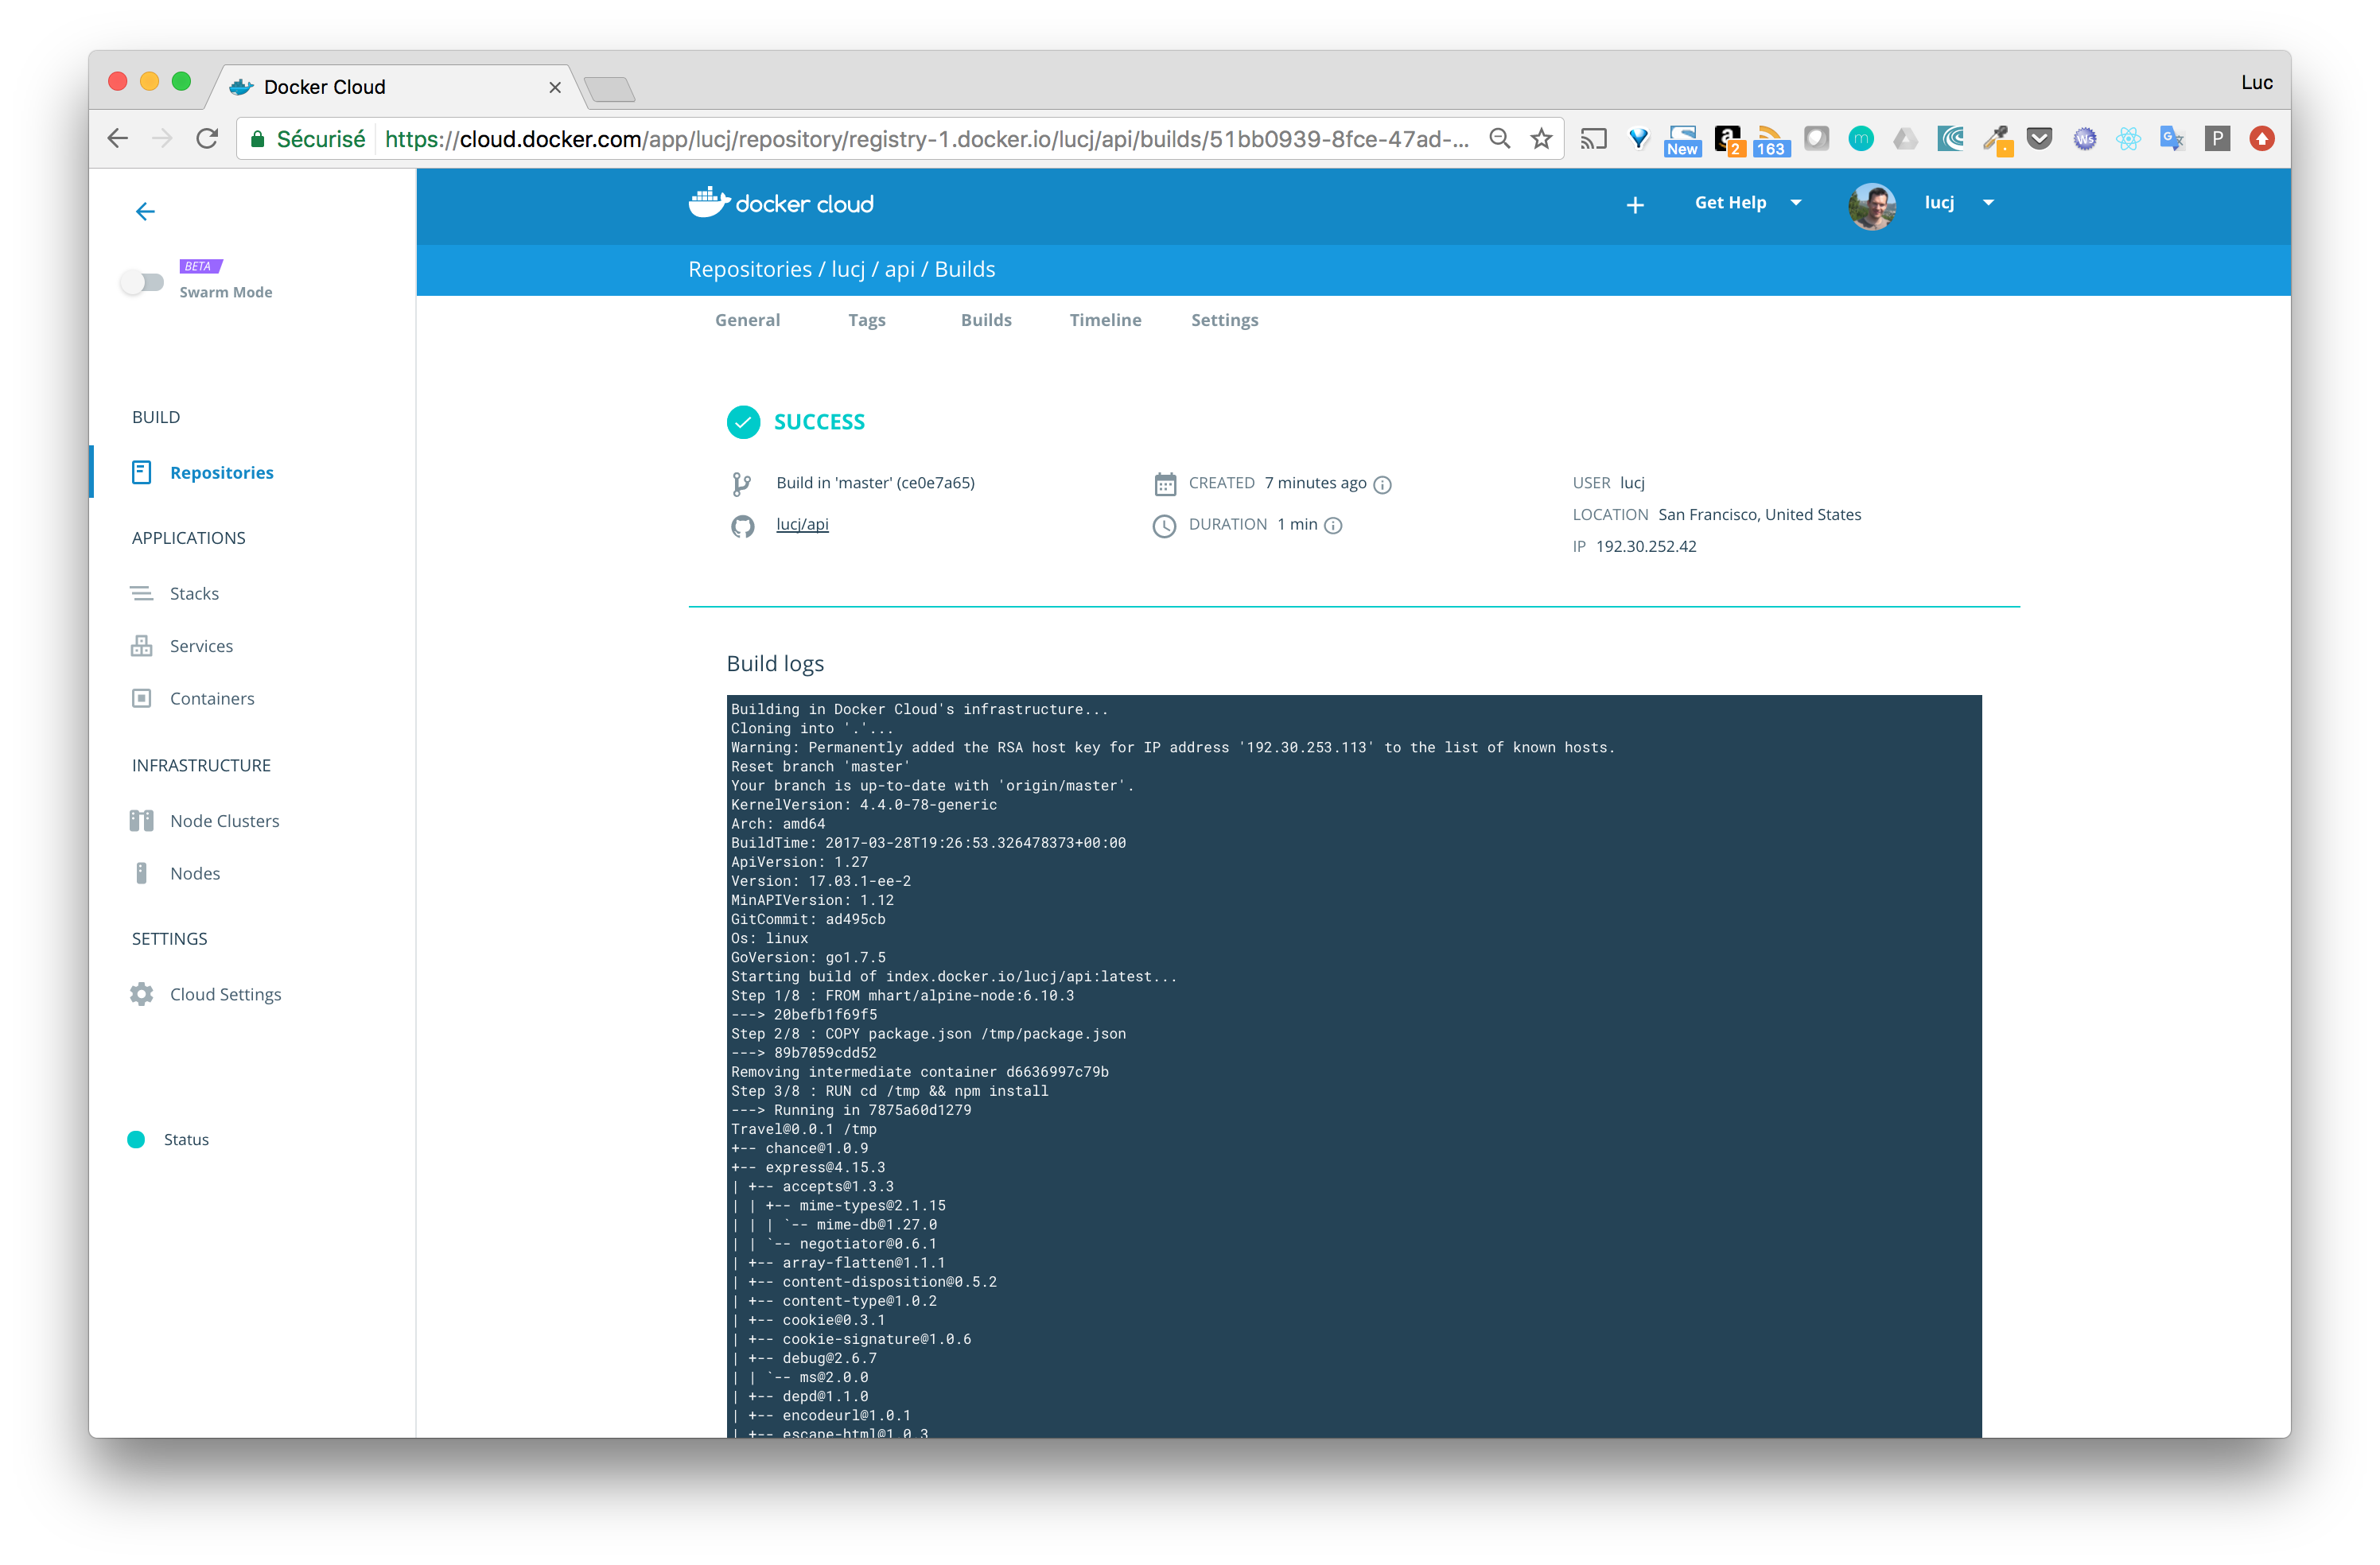 Docker Cloud
Luc
Sécurisé https://cloud.docker.com/app/lucj/repository/registry-1.docker.io/lucj/api/builds/51bb0939-8fce-47ad-...
New
a
2
163
m
Ws
G
P
BETA
Swarm Mode
docker cloud
Get Help
lucj
Repositories / lucj / api / Builds
General Tags Builds Timeline Settings
BUILD
Repositories
APPLICATIONS
Stacks
Services
Containers
INFRASTRUCTURE
Node Clusters
Nodes
SETTINGS
Cloud Settings
Status
SUCCESS
Build in 'master' (ce0e7a65)
lucj/api
CREATED 7 minutes ago
DURATION 1 min
USER lucj
LOCATION San Francisco, United States
IP 192.30.252.42
Build logs
Building in Docker Cloud's infrastructure...
Cloning into '.'...
Warning: Permanently added the RSA host key for IP address '192.30.253.113' to the list of known hosts.
Reset branch 'master'
Your branch is up-to-date with 'origin/master'.
KernelVersion: 4.4.0-78-generic
Arch: amd64
BuildTime: 2017-03-28T19:26:53.326478373+00:00
ApiVersion: 1.27
Version: 17.03.1-ee-2
MinAPIVersion: 1.12
GitCommit: ad495cb
Os: linux
GoVersion: go1.7.5
Starting build of index.docker.io/lucj/api:latest...
Step 1/8 : FROM mhart/alpine-node:6.10.3
---> 20befb1f69f5
Step 2/8 : COPY package.json /tmp/package.json
---> 89b7059cdd52
Removing intermediate container d6636997c79b
Step 3/8 : RUN cd /tmp && npm install
---> Running in 7875a60d1279
Travel@0.0.1 /tmp
+-- chance@1.0.9
+-- express@4.15.3
| +-- accepts@1.3.3
| | +-- mime-types@2.1.15
| | | `-- mime-db@1.27.0
| | `-- negotiator@0.6.1
| +-- array-flatten@1.1.1
| +-- content-disposition@0.5.2
| +-- content-type@1.0.2
| +-- cookie@0.3.1
| +-- cookie-signature@1.0.6
| +-- debug@2.6.7
| | `-- ms@2.0.0
| +-- depd@1.1.0
| +-- encodeurl@1.0.1
| +-- escape-html@1.0.3